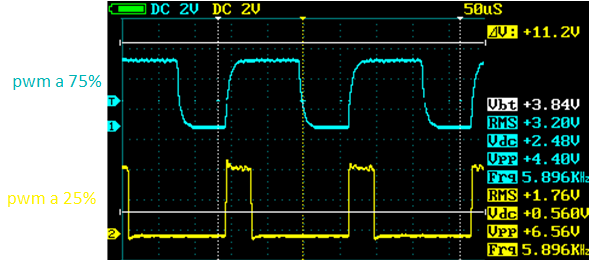 DC 2V DC 2V 50uS
ΔV: +11.2V
pwm a 75%
T
1
Vbt +3.84V
RMS +3.20V
Vdc +2.48V
Vpp +4.40V
Frq 5.896KHz
pwm a 25%
RMS +1.76V
Vdc +0.560V
Vpp +6.56V
2
Frq 5.896KHz